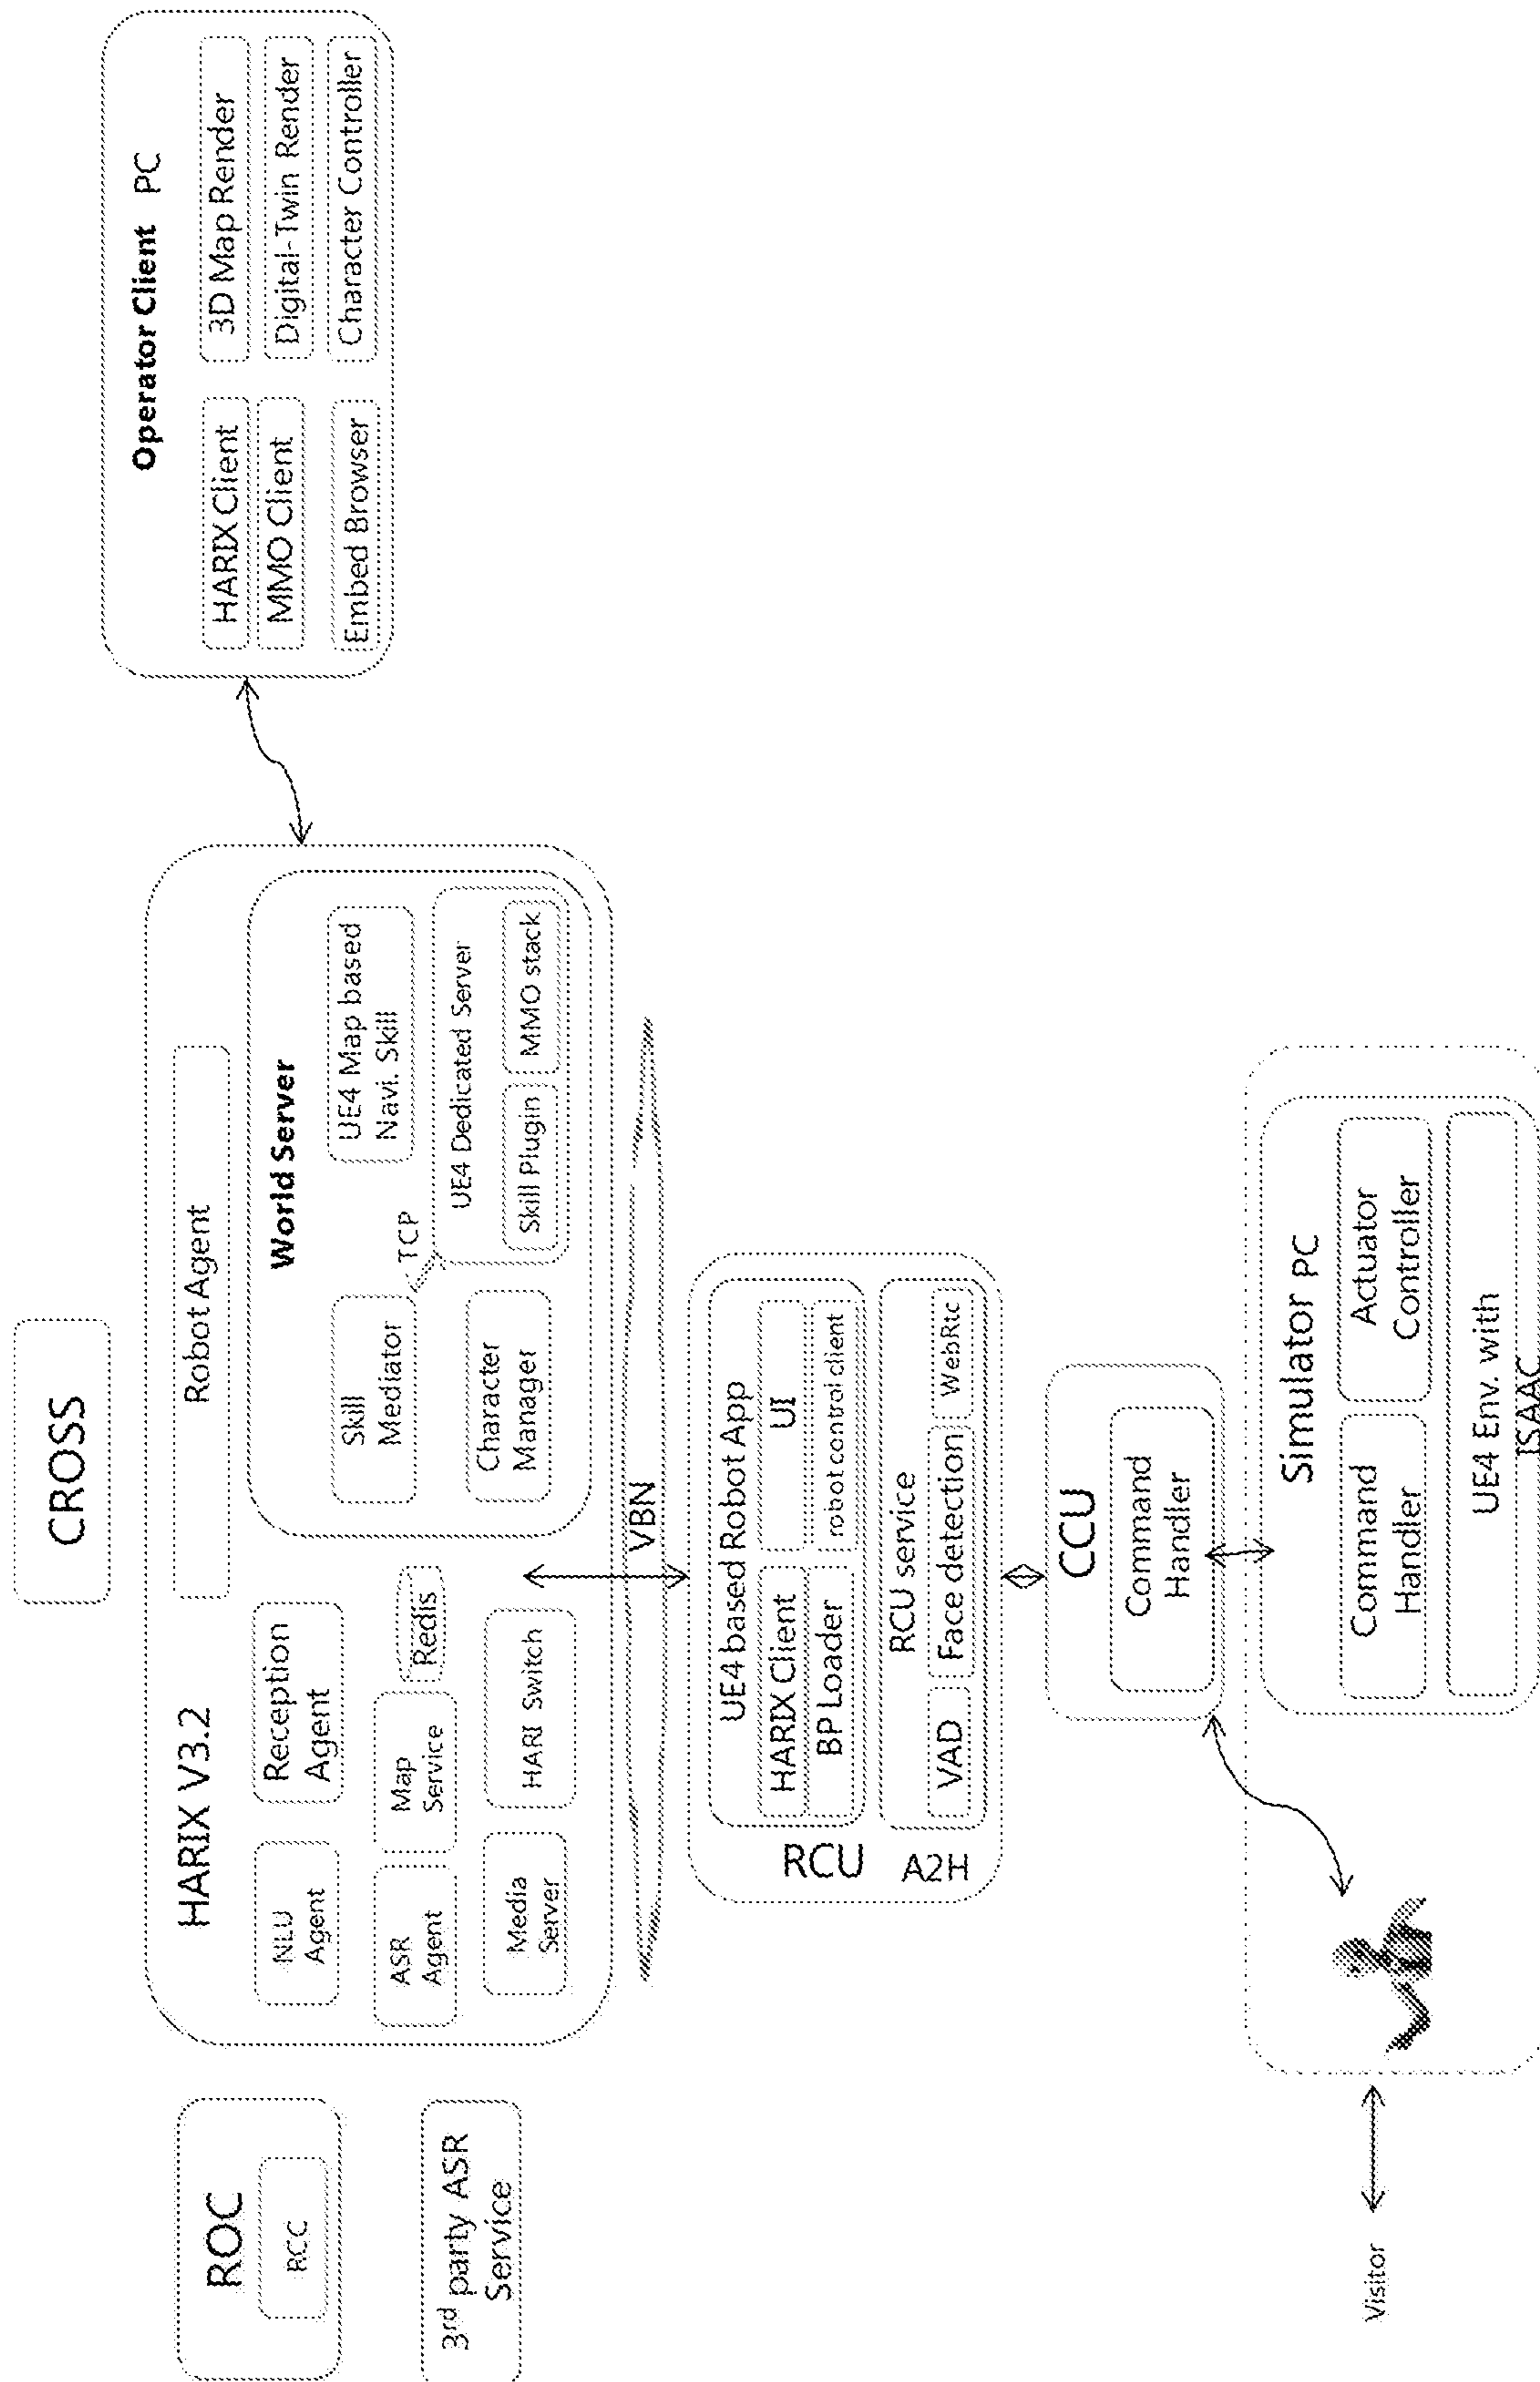 CROSS
ROC
RCC
3rd party ASR
Service
HARIX V3.2
NLU
Agent
Reception
Agent
Robot Agent
ASR
Agent
Map
Service
Redis
Media
Server
HARI Switch
World Server
Skill
Mediator
UE4 Map based
Navi. Skill
TCP
Character
Manager
UE4 Dedicated Server
Skill Plugin
MMO stack
Operator Client PC
HARIX Client
3D Map Render
MMO Client
Digital-Twin Render
Embed Browser
Character Controller
VBN
RCU
A2H
UE4 based Robot App
HARIX Client
UI
BP Loader
robot control client
RCU service
VAD
Face detection
WebRtc
CCU
Command
Handler
Visitor
Simulator PC
Command
Handler
Actuator
Controller
UE4 Env. with
ISAAC